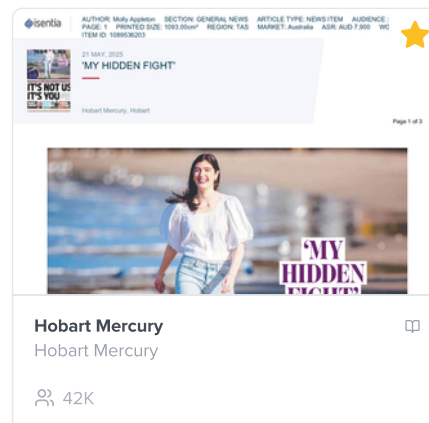 isentia
AUTHOR: Molly Appleton SECTION: GENERAL NEWS ARTICLE TYPE: NEWS ITEM AUDIENCE :
PAGE: 1 PRINTED SIZE: 1093.00cm² REGION: TAS MARKET: Australia ASR: AUD 7,900 WC
ITEM ID: 1089536203
21 MAY, 2025
'MY HIDDEN FIGHT'
IT'S NOT US
IT'S YOU
Hobart Mercury, Hobart
Page 1 of 3
'MY
HIDDEN
FIGHT'
Hobart Mercury
Hobart Mercury
42K